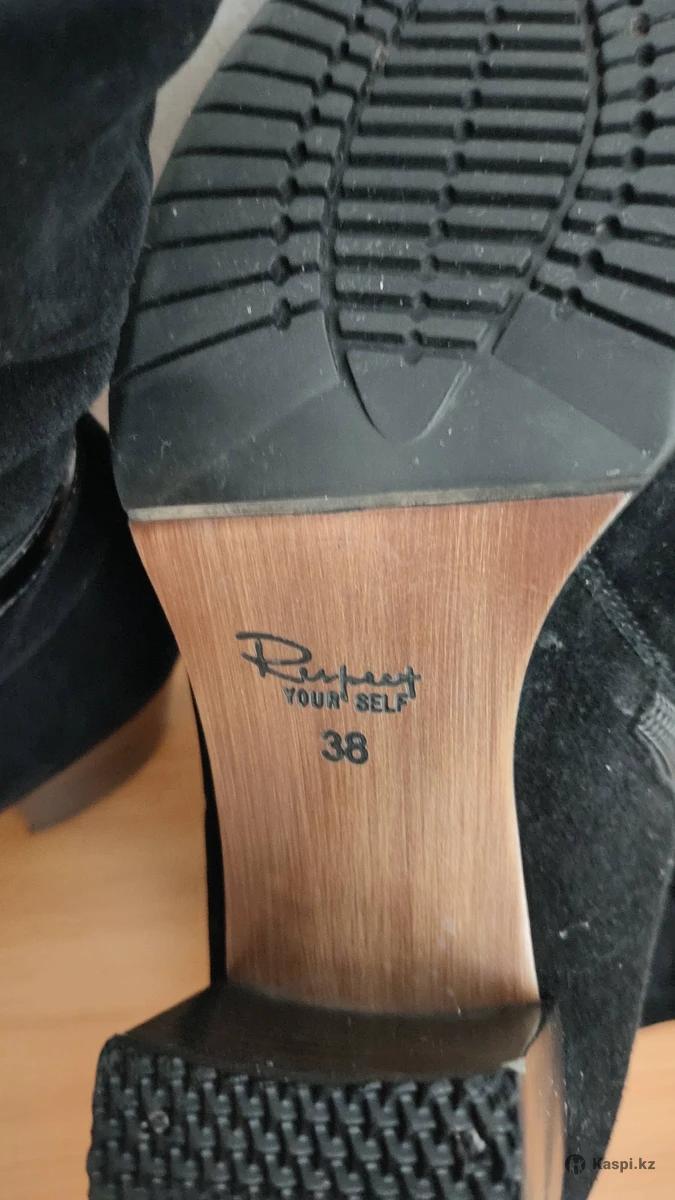 Respect
YOUR SELF
38
Kaspi.kz